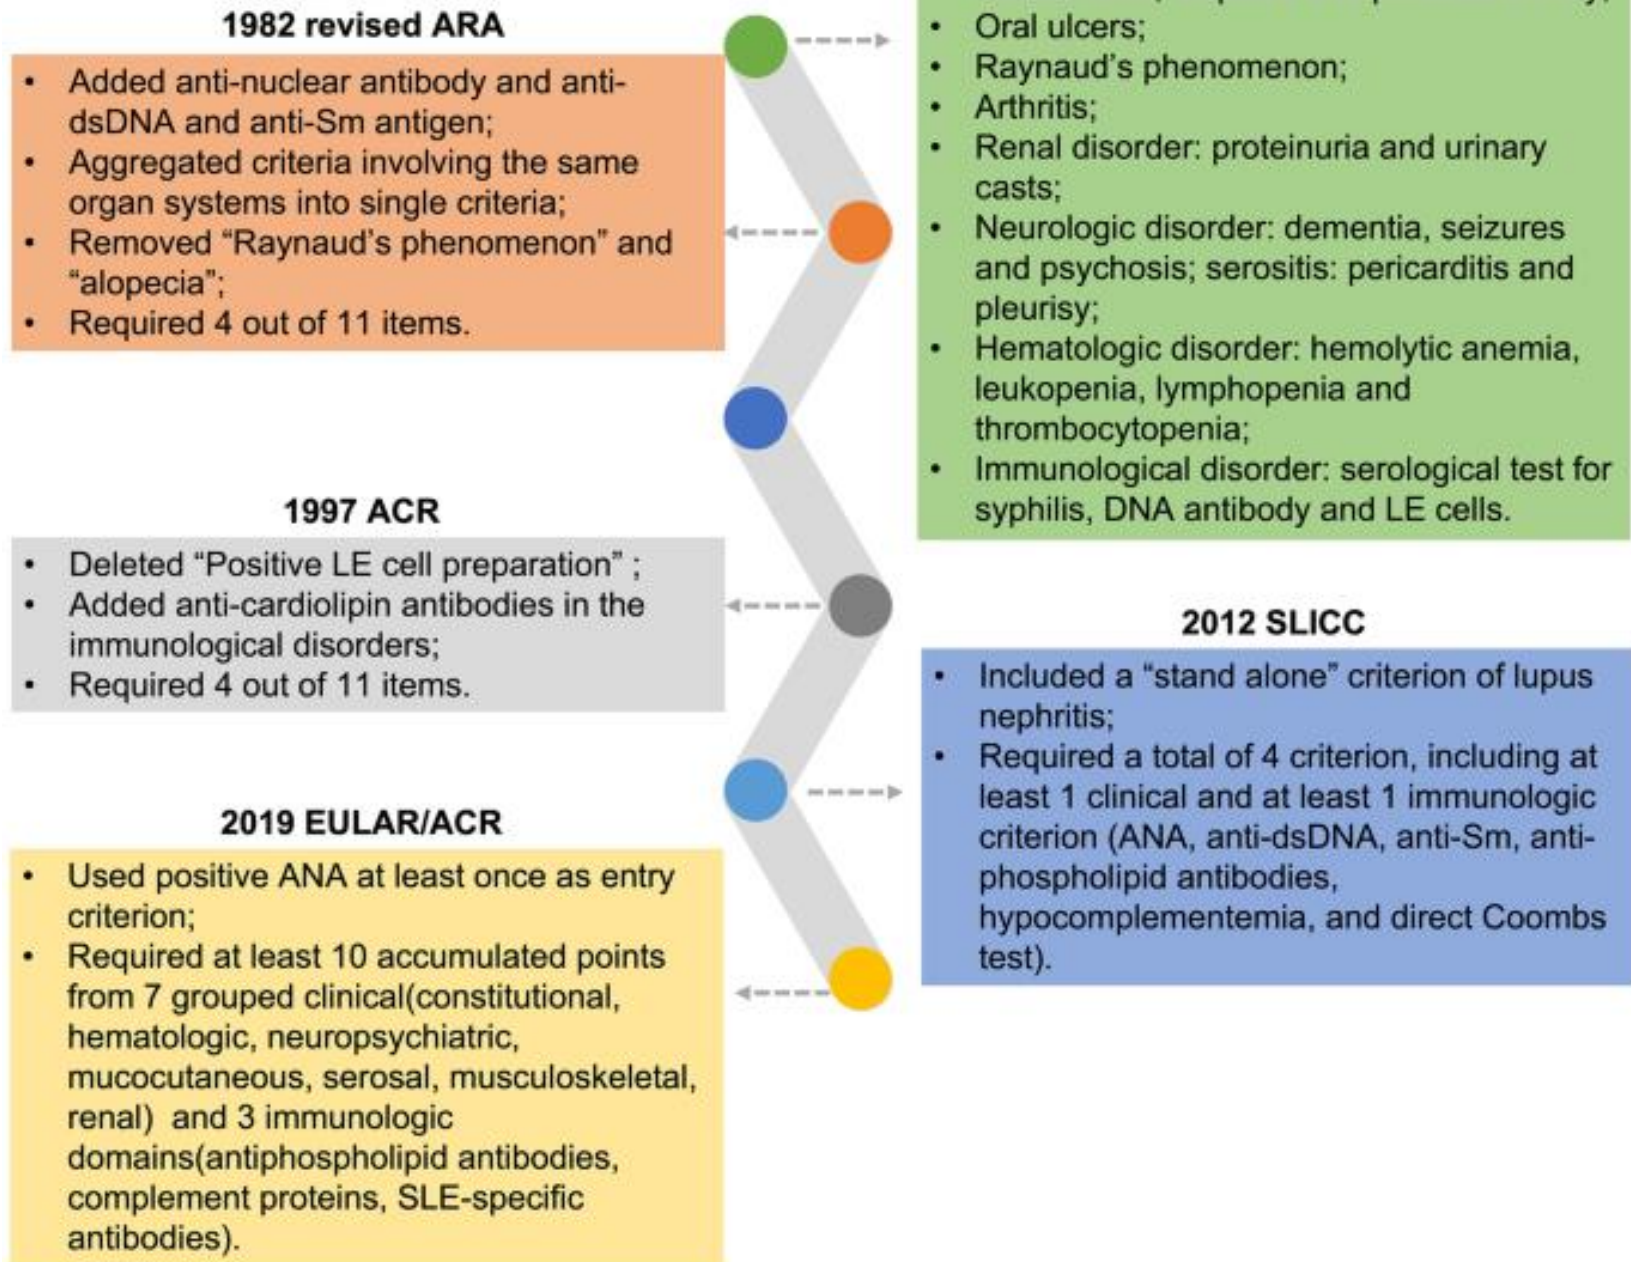 1982 revised ARA
• Added anti-nuclear antibody and anti-
dsDNA and anti-Sm antigen;
• Aggregated criteria involving the same
organ systems into single criteria;
• Removed “Raynaud’s phenomenon” and
“alopecia”;
• Required 4 out of 11 items.
• Oral ulcers;
• Raynaud’s phenomenon;
• Arthritis;
• Renal disorder: proteinuria and urinary
casts;
• Neurologic disorder: dementia, seizures
and psychosis; serositis: pericarditis and
pleurisy;
• Hematologic disorder: hemolytic anemia,
leukopenia, lymphopenia and
thrombocytopenia;
• Immunological disorder: serological test for
syphilis, DNA antibody and LE cells.
1997 ACR
• Deleted “Positive LE cell preparation” ;
• Added anti-cardiolipin antibodies in the
immunological disorders;
• Required 4 out of 11 items.
2012 SLICC
• Included a “stand alone” criterion of lupus
nephritis;
• Required a total of 4 criterion, including at
least 1 clinical and at least 1 immunologic
criterion (ANA, anti-dsDNA, anti-Sm, anti-
phospholipid antibodies,
hypocomplementemia, and direct Coombs
test).
2019 EULAR/ACR
• Used positive ANA at least once as entry
criterion;
• Required at least 10 accumulated points
from 7 grouped clinical(constitutional,
hematologic, neuropsychiatric,
mucocutaneous, serosal, musculoskeletal,
renal)  and 3 immunologic
domains(antiphospholipid antibodies,
complement proteins, SLE-specific
antibodies).